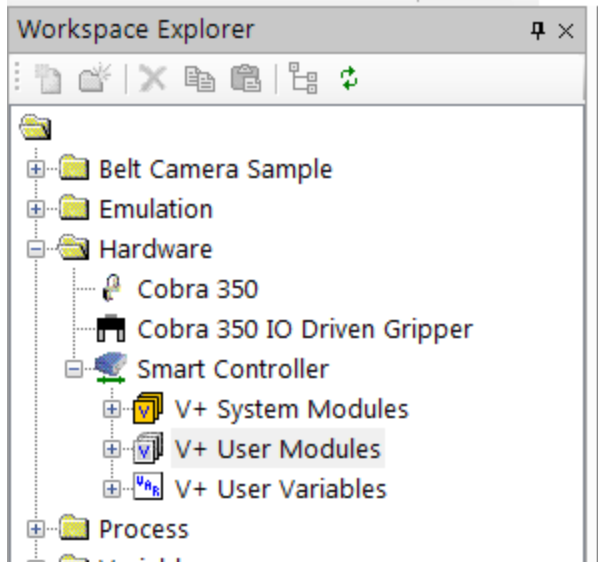 Workspace Explorer
Belt Camera Sample
Emulation
Hardware
Cobra 350
Cobra 350 IO Driven Gripper
Smart Controller
V+ System Modules
V+ User Modules
V+ User Variables
Process